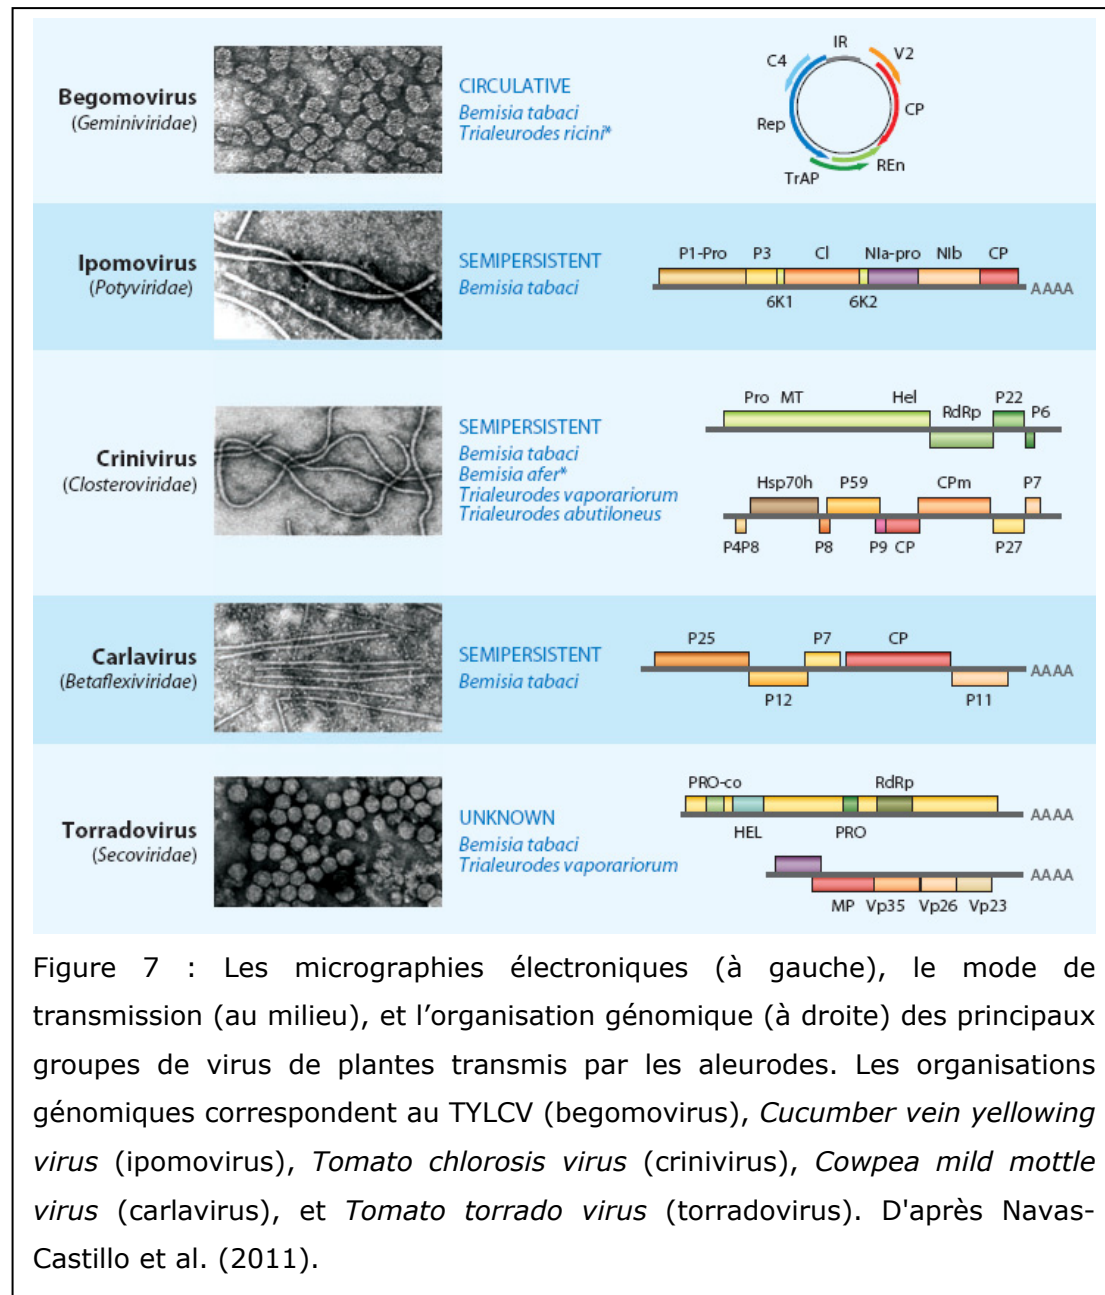 Begomovirus
(Geminiviridae)
CIRCULATIVE
Bemisia tabaci
Trialeurodes ricini*
IR
C4
V2
CP
Rep
REn
TrAP
Ipomovirus
(Potyviridae)
SEMIPERSISTENT
Bemisia tabaci
P1-Pro P3 Cl NIa-pro NIb CP
AAAA
6K1 6K2
Crinivirus
(Closteroviridae)
SEMIPERSISTENT
Bemisia tabaci
Bemisia afer*
Trialeurodes vaporariorum
Trialeurodes abutiloneus
Pro MT Hel RdRp P22 P6
Hsp70h P59 CPm P7
P4P8 P8 P9 CP P27
Carlavirus
(Betaflexiviridae)
SEMIPERSISTENT
Bemisia tabaci
P25 P7 CP
AAAA
P12 P11
Torradovirus
(Secoviridae)
UNKNOWN
Bemisia tabaci
Trialeurodes vaporariorum
PRO-co RdRp
AAAA
HEL PRO
AAAA
MP Vp35 Vp26 Vp23
Figure 7 : Les micrographies électroniques (à gauche), le mode de
transmission (au milieu), et l’organisation génomique (à droite) des principaux
groupes de virus de plantes transmis par les aleurodes. Les organisations
génomiques correspondent au TYLCV (begomovirus), Cucumber vein yellowing
virus (ipomovirus), Tomato chlorosis virus (crinivirus), Cowpea mild mottle
virus (carlavirus), et Tomato torrado virus (torradovirus). D'après Navas-
Castillo et al. (2011).